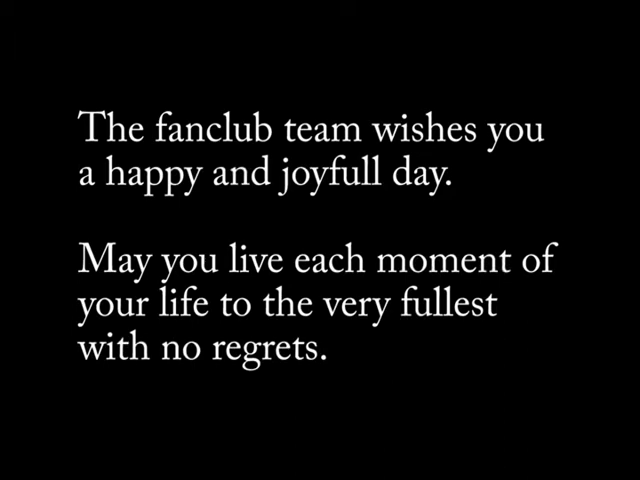 The fanclub team wishes you
a happy and joyfull day.
May you live each moment of
your life to the very fullest
with no regrets.